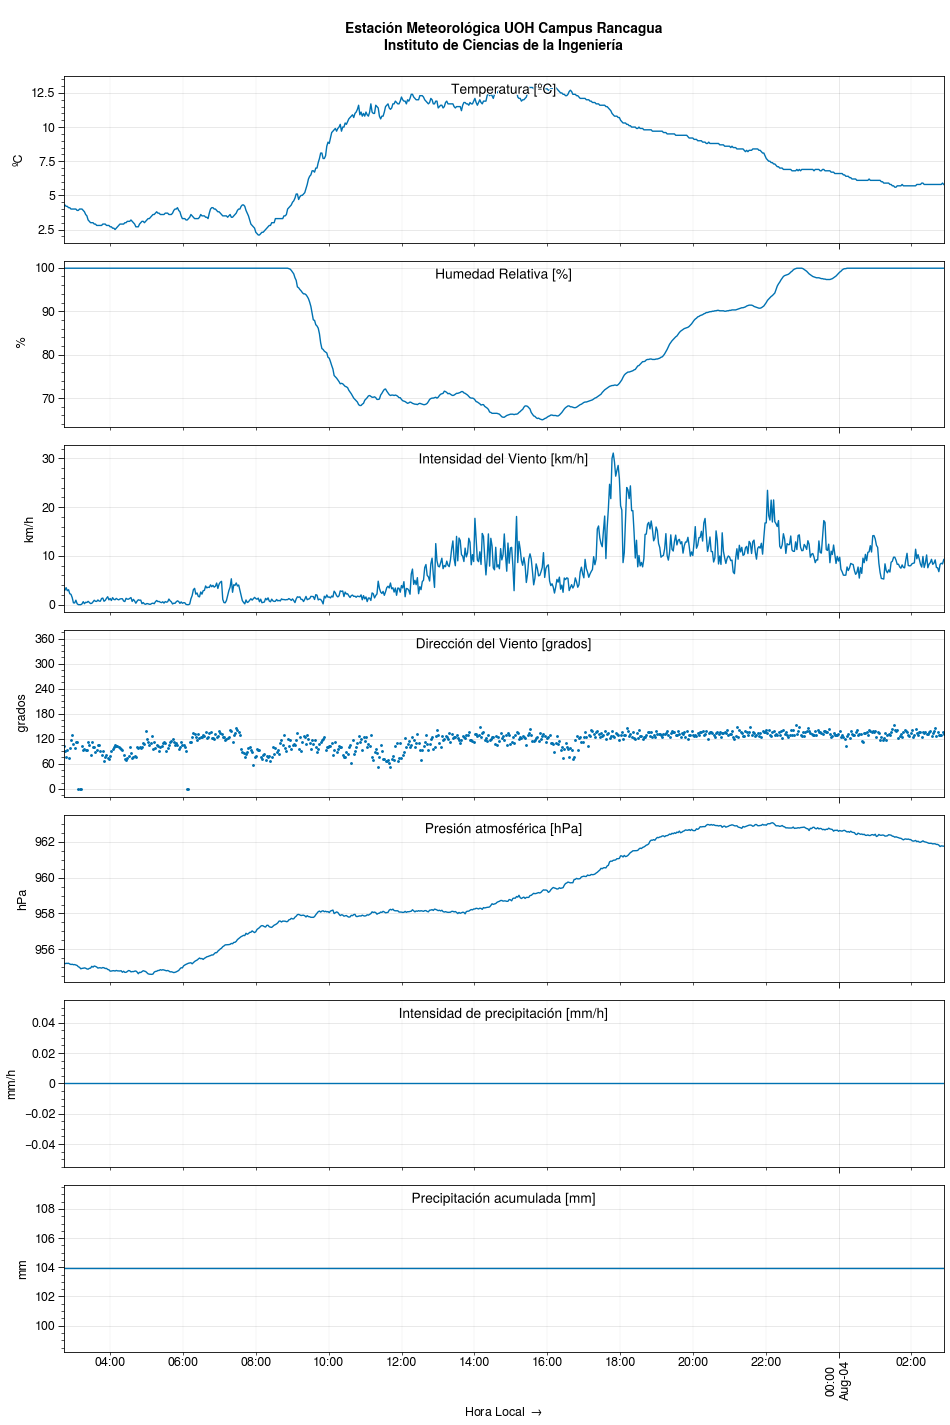 Estación Meteorológica UOH Campus Rancagua
Instituto de Ciencias de la Ingeniería
Temperatura [ºC]
12.5
10
7.5
5
2.5
ºC
Humedad Relativa [%]
100
90
80
70
%
Intensidad del Viento [km/h]
30
20
10
0
km/h
Dirección del Viento [grados]
360
300
240
180
120
60
0
grados
Presión atmosférica [hPa]
962
960
958
956
hPa
Intensidad de precipitación [mm/h]
0.04
0.02
0
−0.02
−0.04
mm/h
Precipitación acumulada [mm]
108
106
104
102
100
mm
04:00 06:00 08:00 10:00 12:00 14:00 16:00 18:00 20:00 22:00 00:00 02:00
Aug-04
Hora Local →